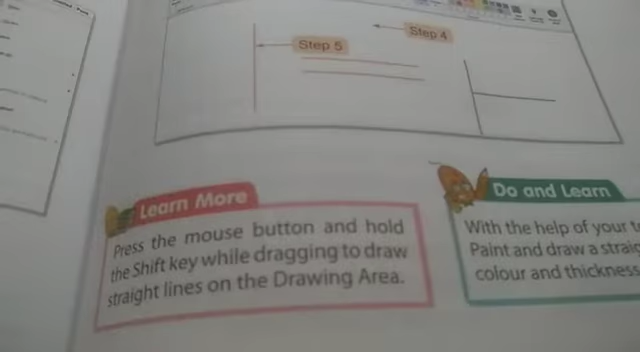 Step 4
Step 5
Learn More
Press the mouse button and hold
the Shift key while dragging to draw
straight lines on the Drawing Area.
Do and Learn
With the help of your
Paint and draw a
colour and thickness